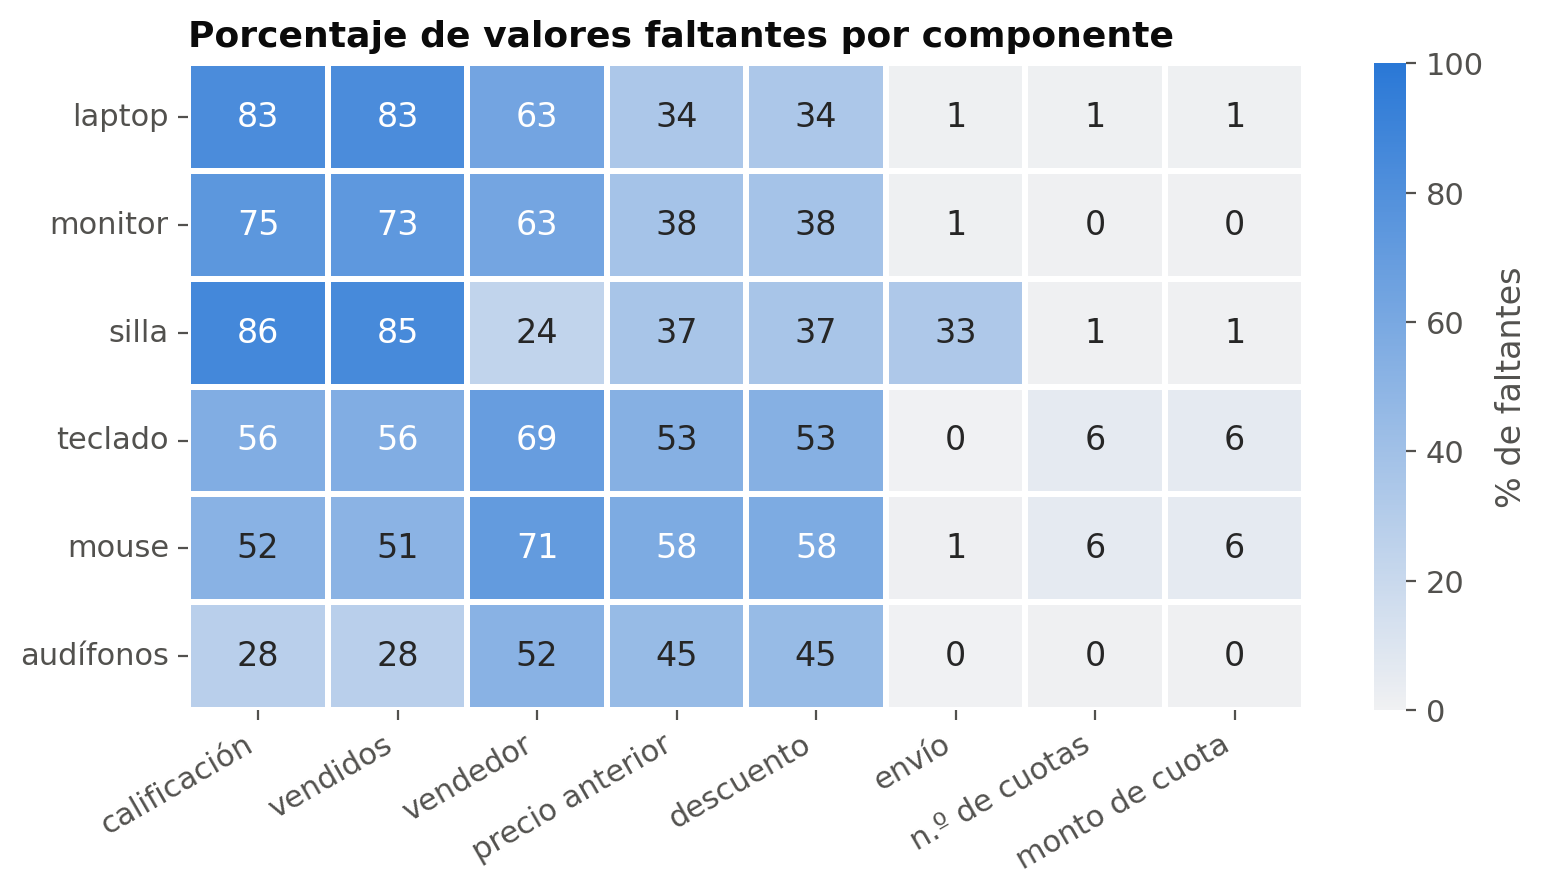 Porcentaje de valores faltantes por componente
laptop 83 83 63 34 34 1 1 1
monitor 75 73 63 38 38 1 0 0
silla 86 85 24 37 37 33 1 1
teclado 56 56 69 53 53 0 6 6
mouse 52 51 71 58 58 1 6 6
audífonos 28 28 52 45 45 0 0 0
calificación
vendidos
vendedor
precio anterior
descuento
envío
n.º de cuotas
monto de cuota
100
80
60
40
20
0
% de faltantes